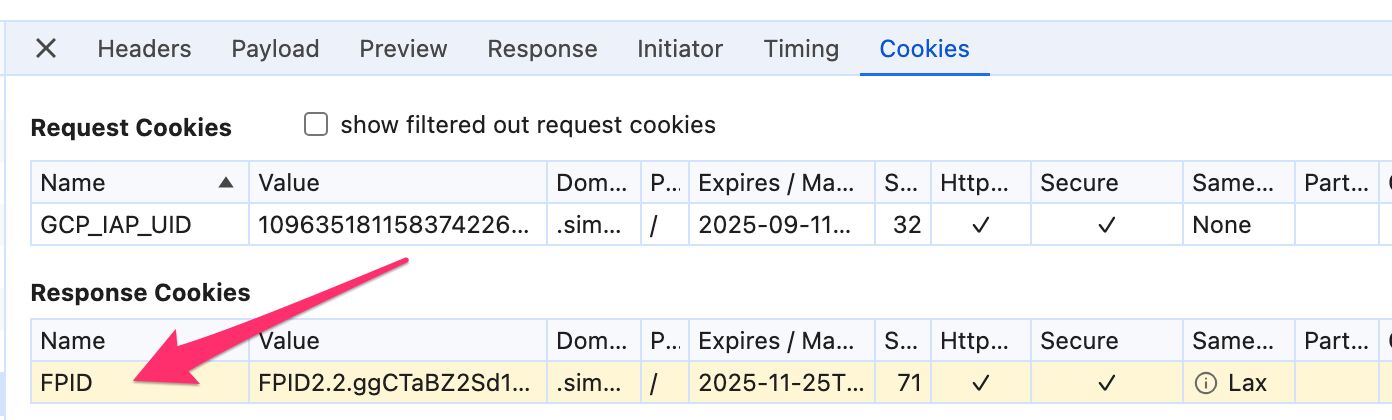 Headers Payload Preview Response Initiator Timing Cookies
Request Cookies show filtered out request cookies
Name Value Dom... P... Expires / Ma... S... Http... Secure Same... Part...
GCP_IAP_UID 109635181158374226... .sim... / 2025-09-11... 32 ✓ ✓ None
Response Cookies
Name Value Dom... P... Expires / Ma... S... Http... Secure Same... Part...
FPID FPID2.2.ggCTaBZ2Sd1... .sim... / 2025-11-25T... 71 ✓ ✓ Lax